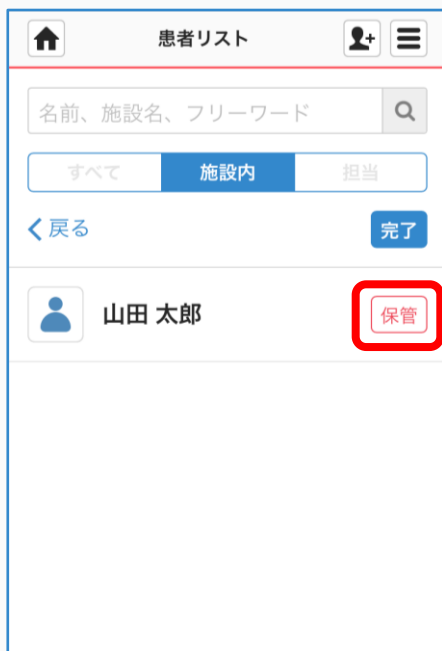 患者リスト
名前、施設名、フリーワード
すべて 施設内 担当
戻る 完了
山田 太郎 保管